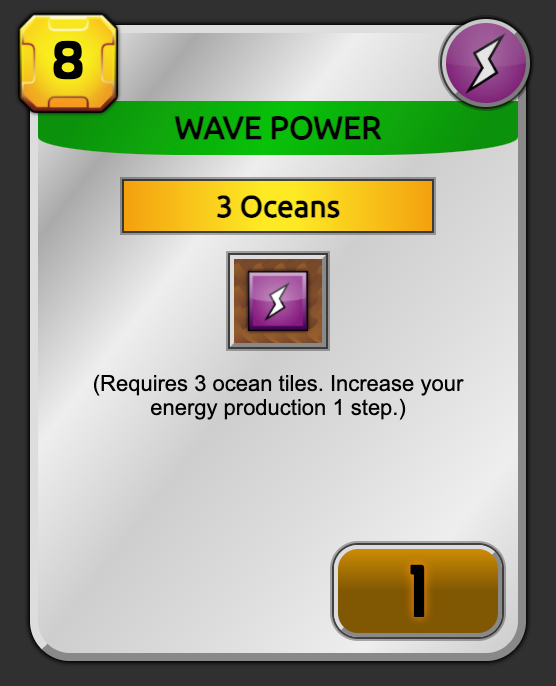 8
WAVE POWER
3 Oceans
(Requires 3 ocean tiles. Increase your
energy production 1 step.)
1